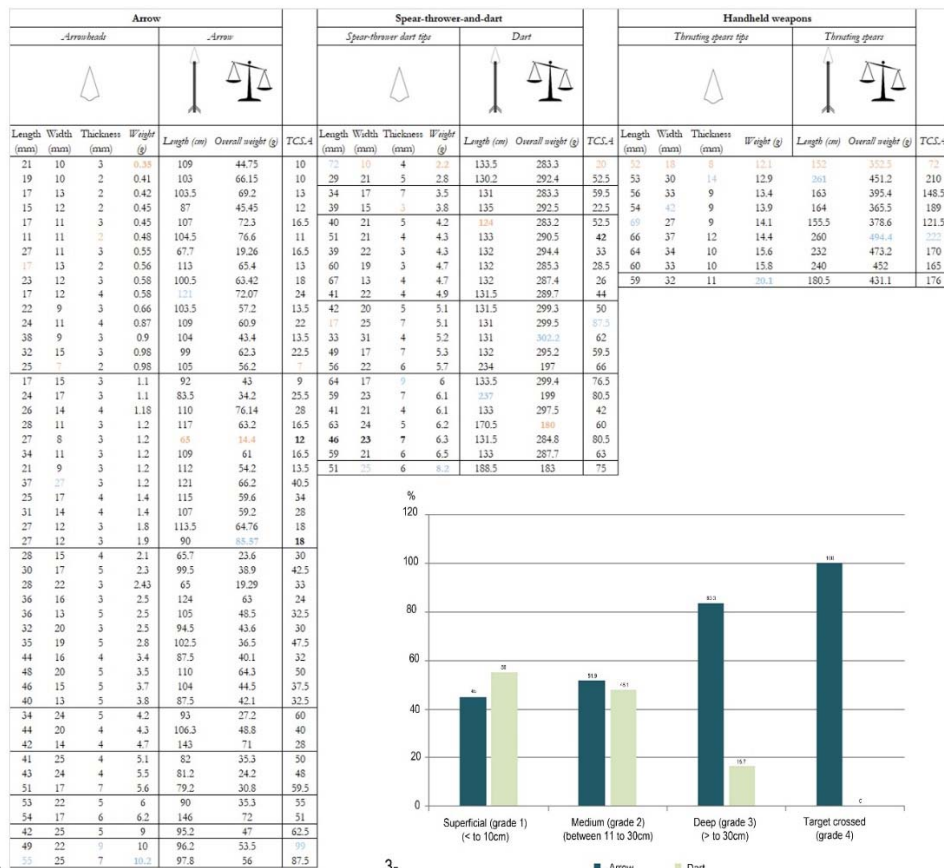 Arrow Spear-thrower-and-dart Handheld weapons
Arrowheads Arrow Spear-thrower dart tips Dart Thrusting spears tips Thrusting spears
Length (mm) Width (mm) Thickness (mm) Weight (g) Length (cm) Overall weight (g) TCSA Length (mm) Width (mm) Thickness (mm) Weight (g) Length (cm) Overall weight (g) TCSA Length (mm) Width (mm) Thickness (mm) Weight (g) Length (cm) Overall weight (g) TCSA
21 10 3 0.35 109 44.75 10 72 10 4 2.2 133.5 283.3 20 52 18 8 12.1 152 352.5 72
19 10 2 0.41 103 66.15 10 29 21 5 2.8 130.2 292.4 52.5 53 30 14 12.9 261 451.2 210
17 13 2 0.42 103.5 69.2 13 34 17 7 3.5 131 283.3 59.5 56 33 9 13.4 163 395.4 148.5
15 12 2 0.45 87 45.45 12 39 15 3 3.8 135 292.5 22.5 54 42 9 13.9 164 365.5 189
17 11 3 0.45 107 72.3 16.5 40 21 5 4.2 124 283.2 52.5 69 27 9 14.1 155.5 378.6 121.5
11 11 2 0.48 104.5 76.6 11 51 21 4 4.3 133 290.5 42 66 37 12 14.4 260 494.4 222
27 11 3 0.55 67.7 19.26 16.5 39 22 3 4.3 132 294.4 33 64 34 10 15.6 232 473.2 170
17 13 2 0.56 113 65.4 13 60 19 3 4.7 132 285.3 28.5 60 33 10 15.8 240 452 165
23 12 3 0.58 100.5 63.42 18 67 13 4 4.7 132 287.4 26 59 32 11 20.1 180.5 431.1 176
17 12 4 0.58 121 72.07 24 41 22 4 4.9 131.5 289.7 44
22 9 3 0.66 103.5 57.2 13.5 42 20 5 5.1 131.5 299.3 50
24 11 4 0.87 109 60.9 22 17 25 7 5.1 131 299.5 87.5
38 9 3 0.9 104 43.4 13.5 33 31 4 5.2 131 302.2 62
32 15 3 0.98 99 62.3 22.5 49 17 7 5.3 132 295.2 59.5
25 7 2 0.98 105 56.2 7 56 22 6 5.7 234 197 66
17 15 3 1.1 92 43 9 64 17 9 6 133.5 299.4 76.5
24 17 3 1.1 83.5 34.2 25.5 59 23 7 6.1 237 199 80.5
26 14 4 1.18 110 76.14 28 41 21 4 6.1 133 297.5 42
28 11 3 1.2 117 63.2 16.5 63 24 5 6.2 170.5 180 60
27 8 3 1.2 65 14.4 12 46 23 7 6.3 131.5 284.8 80.5
34 11 3 1.2 109 61 16.5 59 21 6 6.5 133 287.7 63
21 9 3 1.2 112 54.2 13.5 51 25 6 8.2 188.5 183 75
37 27 3 1.2 121 66.2 40.5
25 17 4 1.4 115 59.6 34
31 14 4 1.4 107 59.2 28
27 12 3 1.8 113.5 64.76 18
27 12 3 1.9 90 85.57 18
28 15 4 2.1 65.7 23.6 30
30 17 5 2.3 99.5 38.9 42.5
28 22 3 2.43 65 19.29 33
36 16 3 2.5 124 63 24
36 13 5 2.5 105 48.5 32.5
32 20 3 2.5 94.5 43.6 30
35 19 5 2.8 102.5 36.5 47.5
44 16 4 3.4 87.5 40.1 32
48 20 5 3.5 110 64.3 50
46 15 5 3.7 104 44.5 37.5
40 13 5 3.8 87.5 42.1 32.5
34 24 5 4.2 93 27.2 60
44 20 4 4.3 106.3 48.8 40
42 14 4 4.7 143 71 28
41 25 4 5.1 82 35.3 50
43 24 4 5.5 81.2 24.2 48
51 17 7 5.6 79.2 30.8 59.5
53 22 5 6 90 35.3 55
54 17 6 6.2 146 72 51
42 25 5 9 95.2 47 62.5
49 22 9 10 96.2 53.5 99
55 25 7 10.2 97.8 56 87.5
%
120
100
80
60
40
20
0
45 55 51.9 48.1 83.3 16.7 100 0
Superficial (grade 1) (< to 10cm)
Medium (grade 2) (between 11 to 30cm)
Deep (grade 3) (> to 30cm)
Target crossed (grade 4)
3-
Arrow Dart